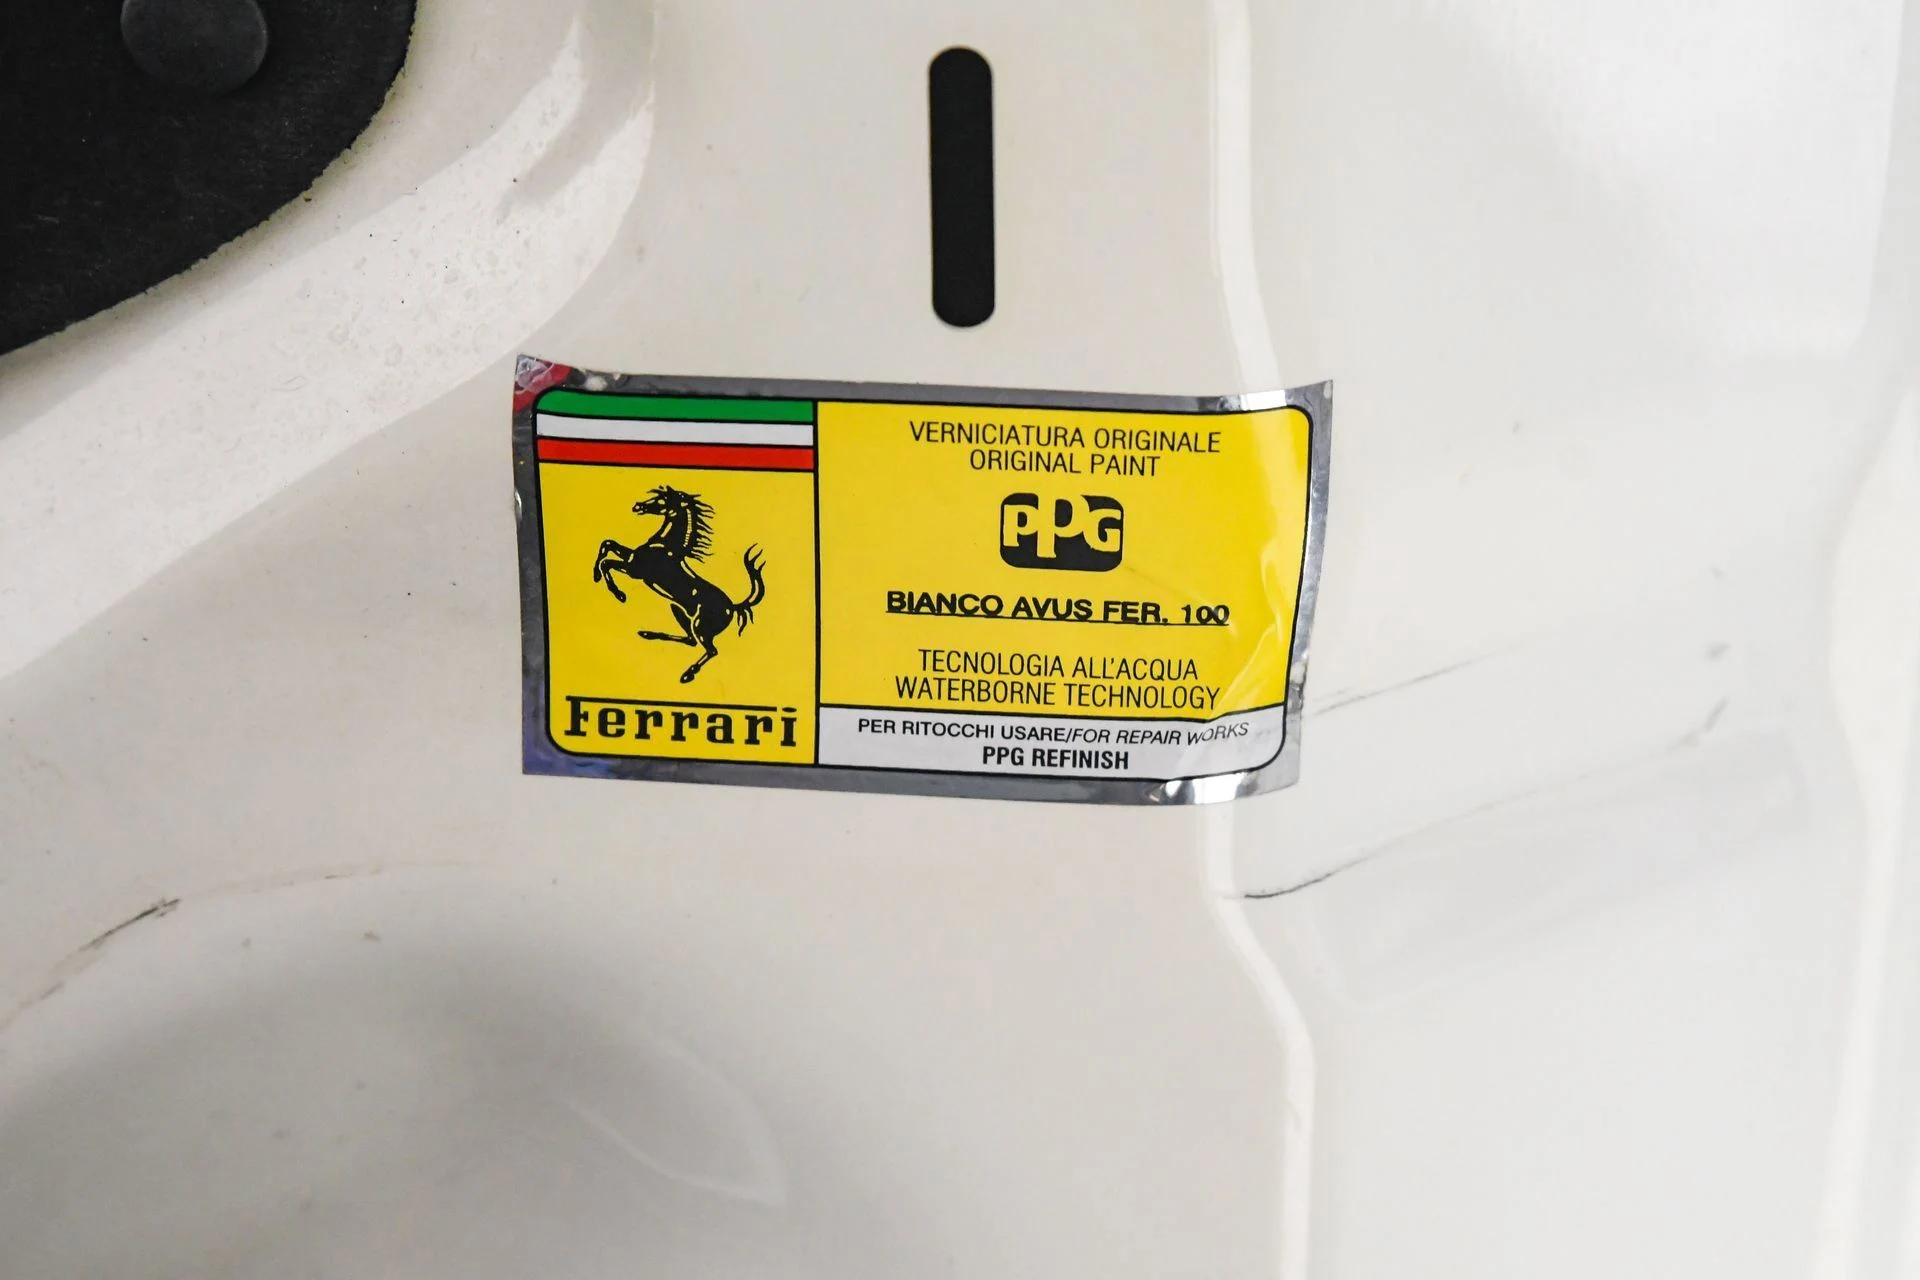 VERNICIATURA ORIGINALE
ORIGINAL PAINT
PPG
BIANCO AVUS FER. 100
TECNOLOGIA ALL'ACQUA
WATERBORNE TECHNOLOGY
Ferrari
PER RITOCCHI USARE/FOR REPAIR WORKS
PPG REFINISH